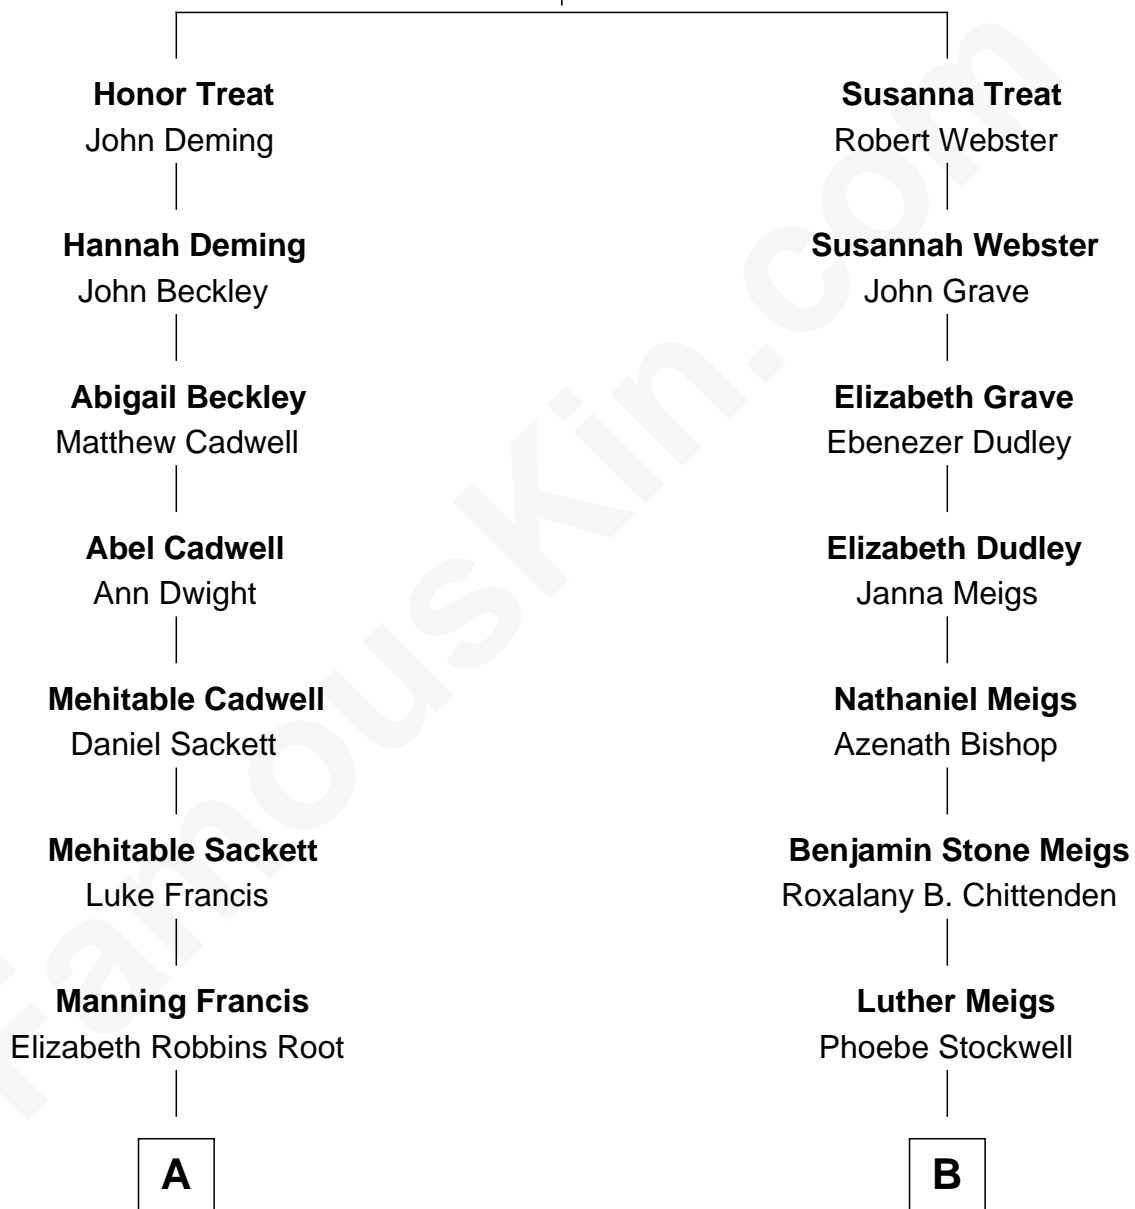 Honor Treat
John Deming
Hannah Deming
John Beckley
Abigail Beckley
Matthew Cadwell
Abel Cadwell
Ann Dwight
Mehitable Cadwell
Daniel Sackett
Mehitable Sackett
Luke Francis
Manning Francis
Elizabeth Robbins Root
A
Susanna Treat
Robert Webster
Susannah Webster
John Grave
Elizabeth Grave
Ebenezer Dudley
Elizabeth Dudley
Janna Meigs
Nathaniel Meigs
Azenath Bishop
Benjamin Stone Meigs
Roxalany B. Chittenden
Luther Meigs
Phoebe Stockwell
B
FamousKin.com